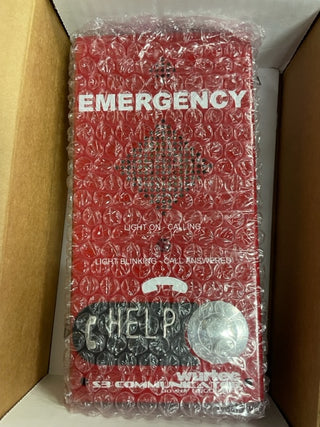 EMERGENCY
LIGHT ON - CALLING
LIGHT BLINKING - CALL ANSWERED
HELP